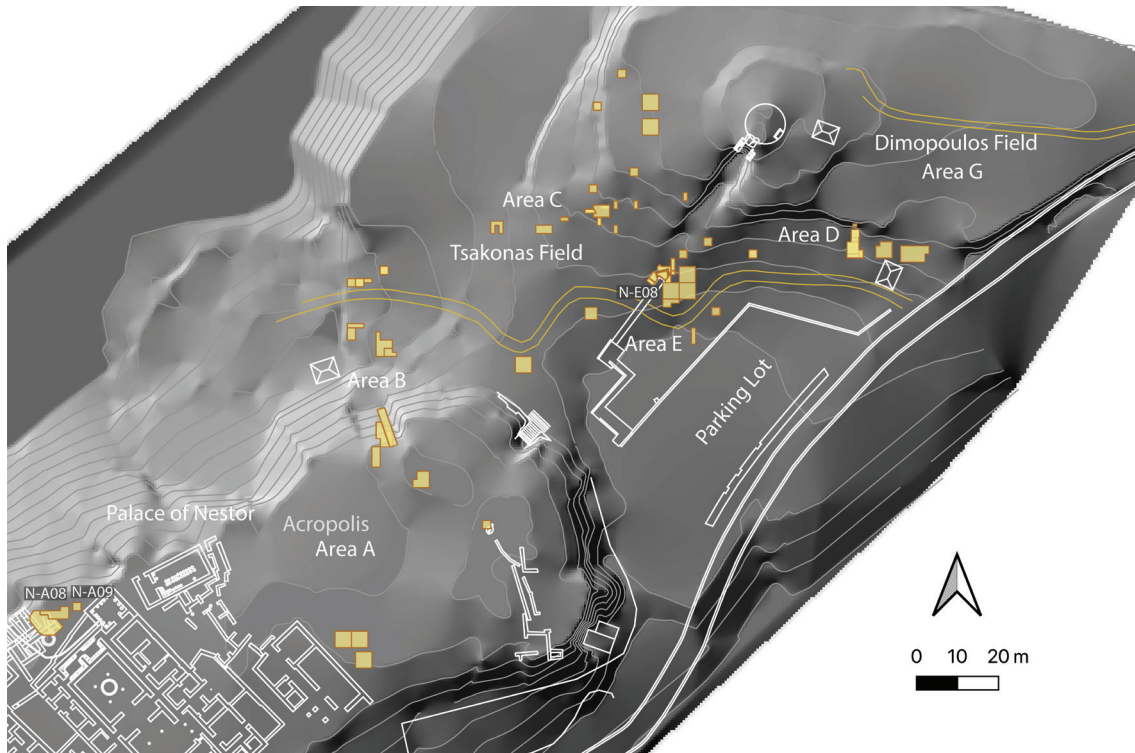 Dimopoulos Field
Area G
Area C
Area D
Tsakonas Field
N-E08
Area E
Area B
Parking Lot
Palace of Nestor
Acropolis
Area A
N-A08
N-A09
0 10 20 m